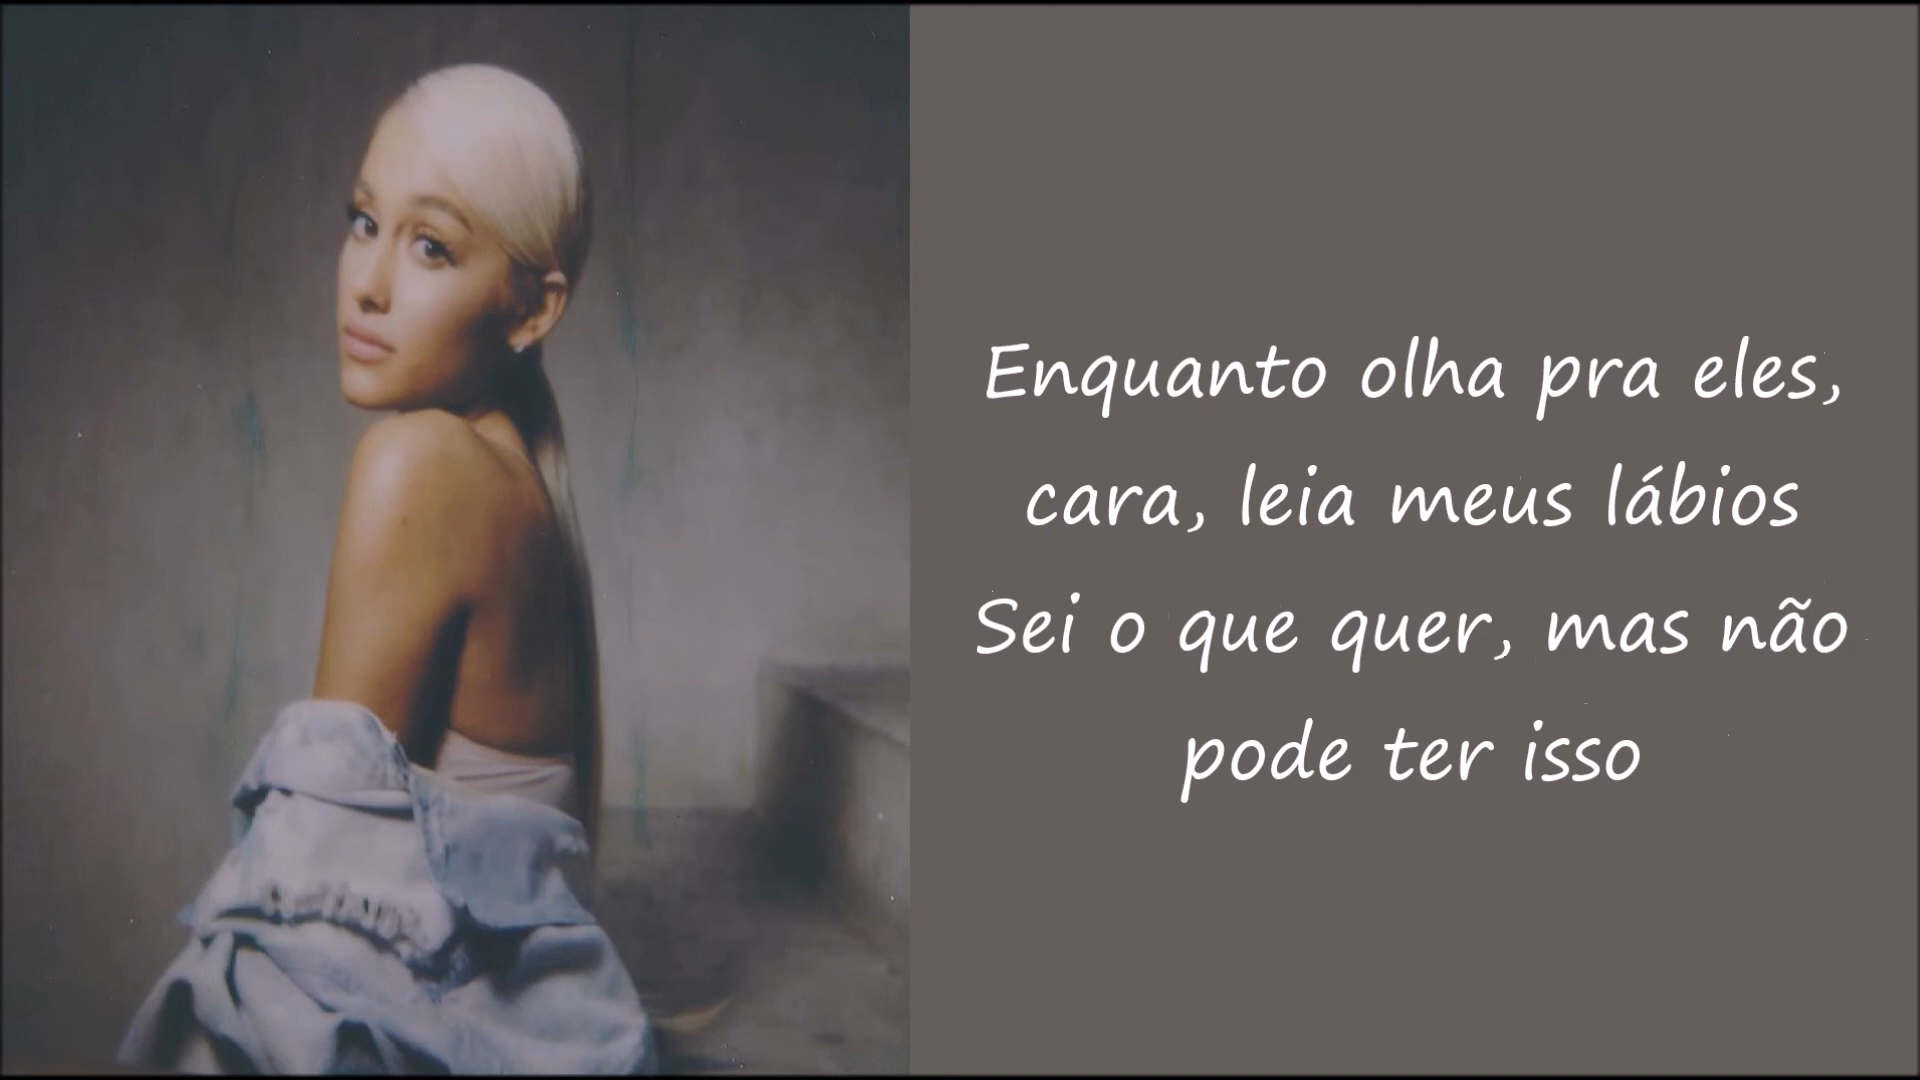 Enquanto olha pra eles,
cara, leia meus lábios
Sei o que quer, mas não
pode ter isso